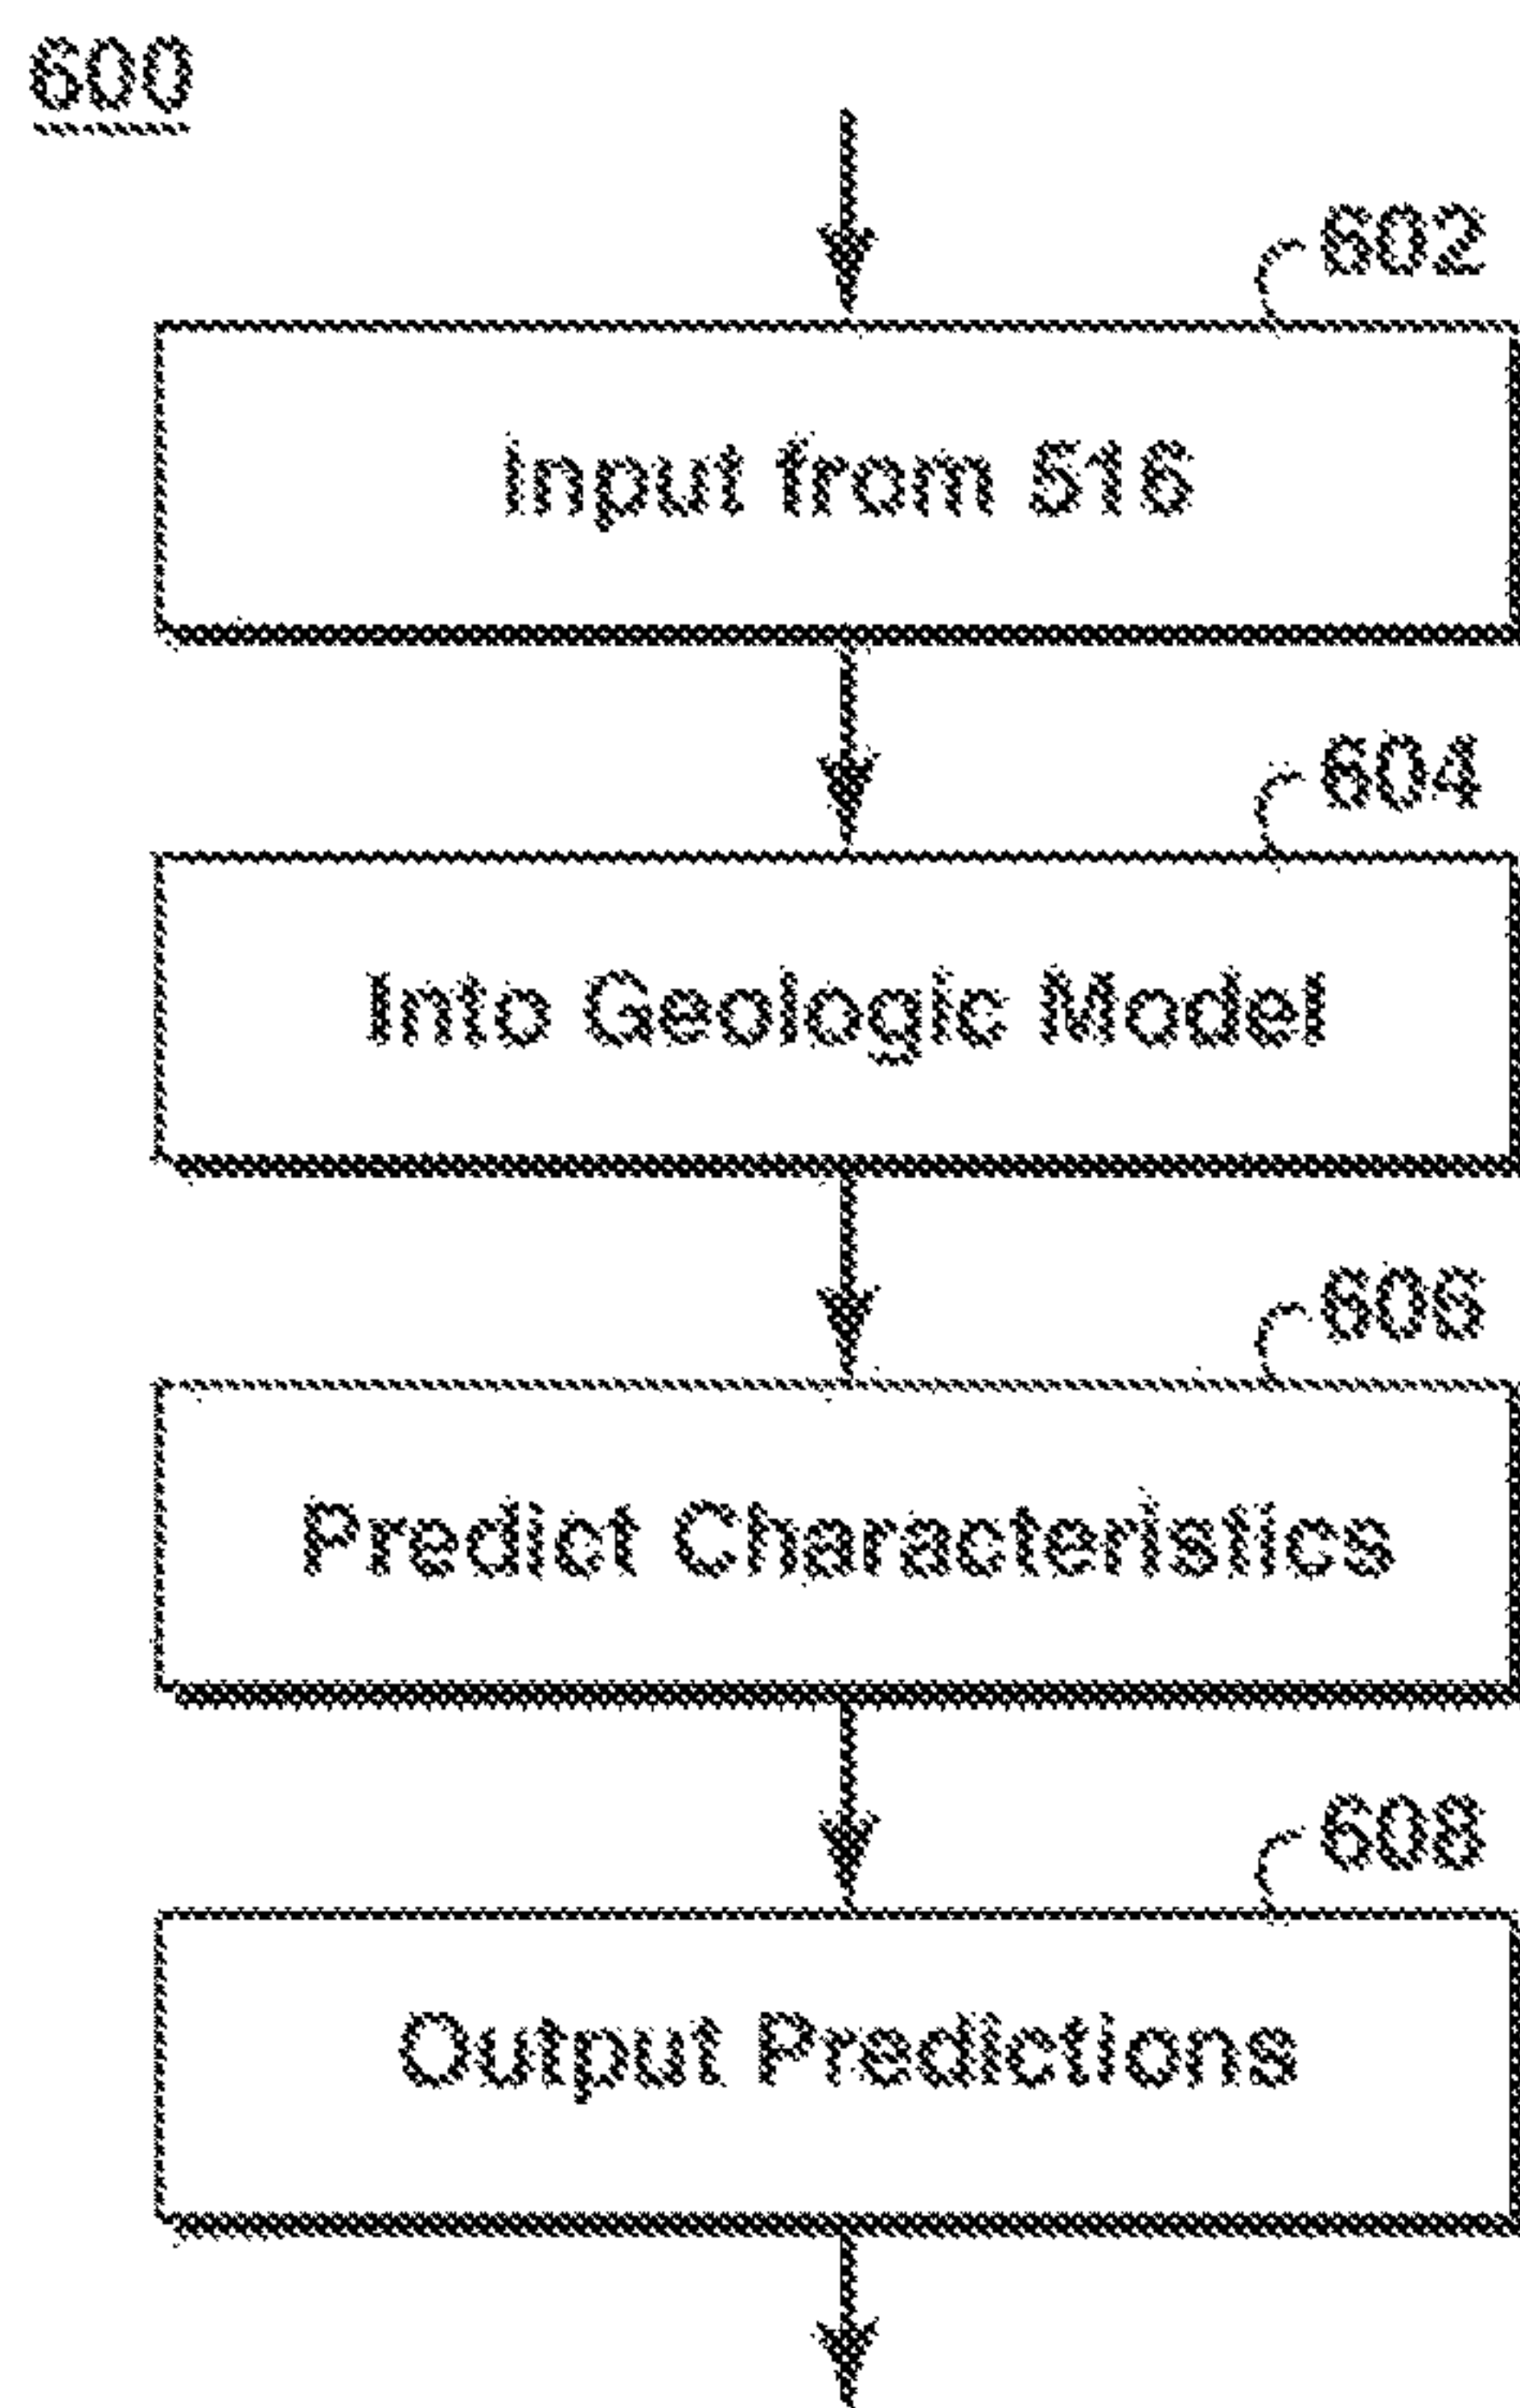 600
602
Input from 516
604
Into Geologic Model
606
Predict Characteristics
608
Output Predictions